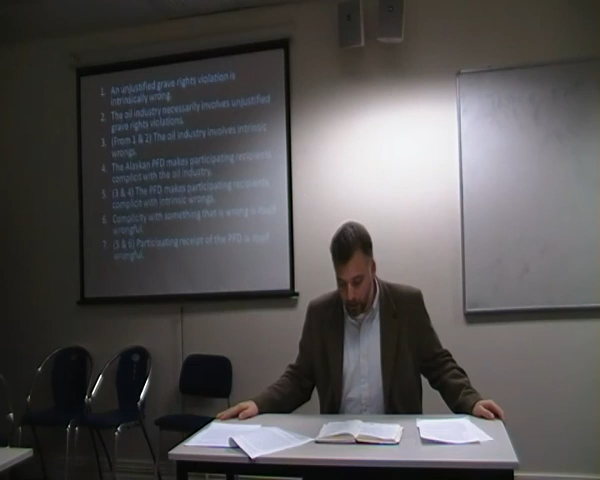 1. An unjustified grave rights violation is
intrinsically wrong.
2. The oil industry necessarily involves unjustified
grave rights violations.
3. (From 1 & 2) The oil industry involves intrinsic
wrongs.
4. The Alaskan PFD makes participating recipients
complicit with the oil industry.
5. (3 & 4) The PFD makes participating recipients
complicit with intrinsic wrongs.
6. Complicity with something that is wrong is itself
wrongful.
7. (5 & 6) Participating receipt of the PFD is itself
wrongful.